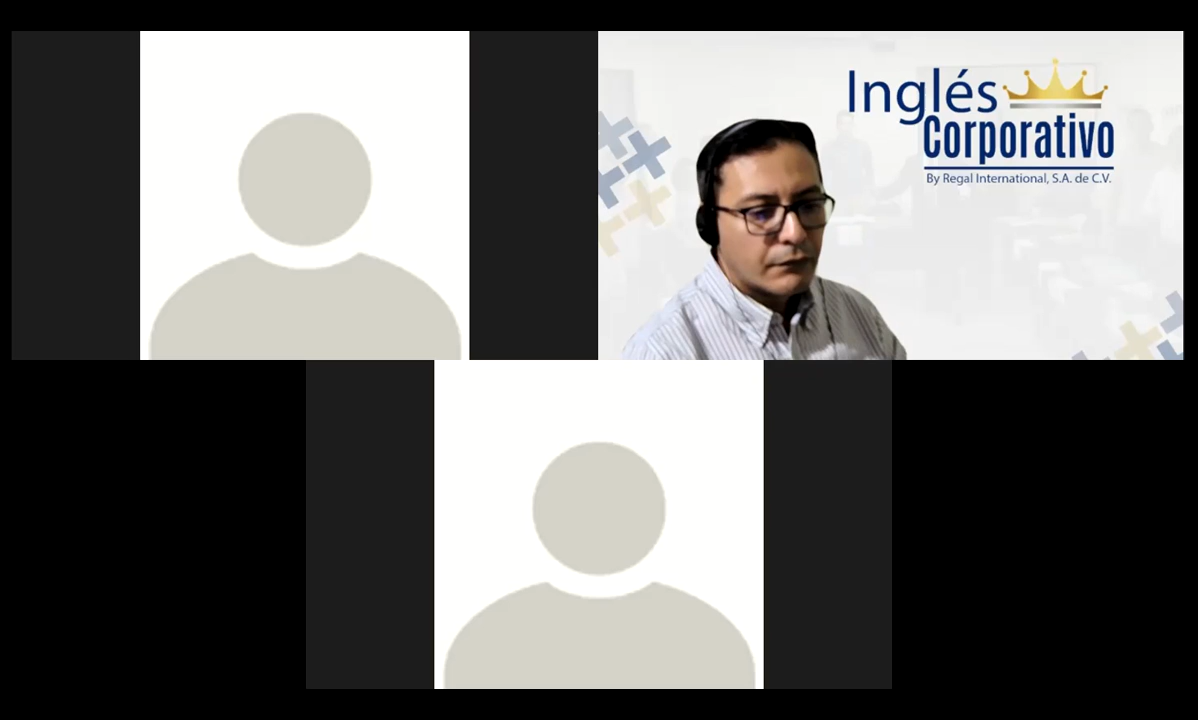 Inglés
Corporativo
By Regal International, S.A. de C.V.